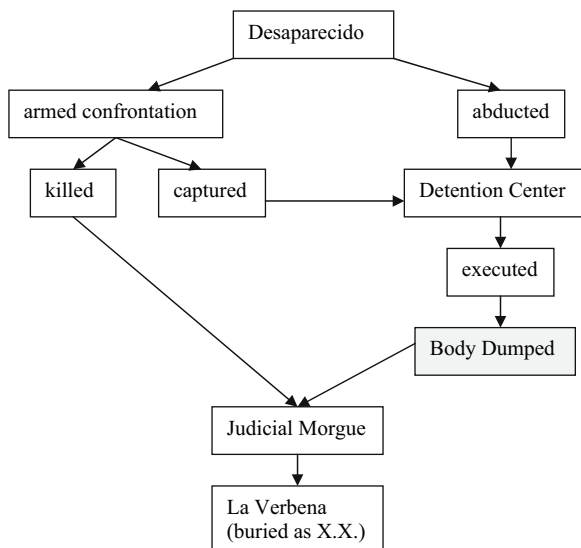 Desaparecido
armed confrontation
abducted
killed
captured
Detention Center
executed
Body Dumped
Judicial Morgue
La Verbena
(buried as X.X.)